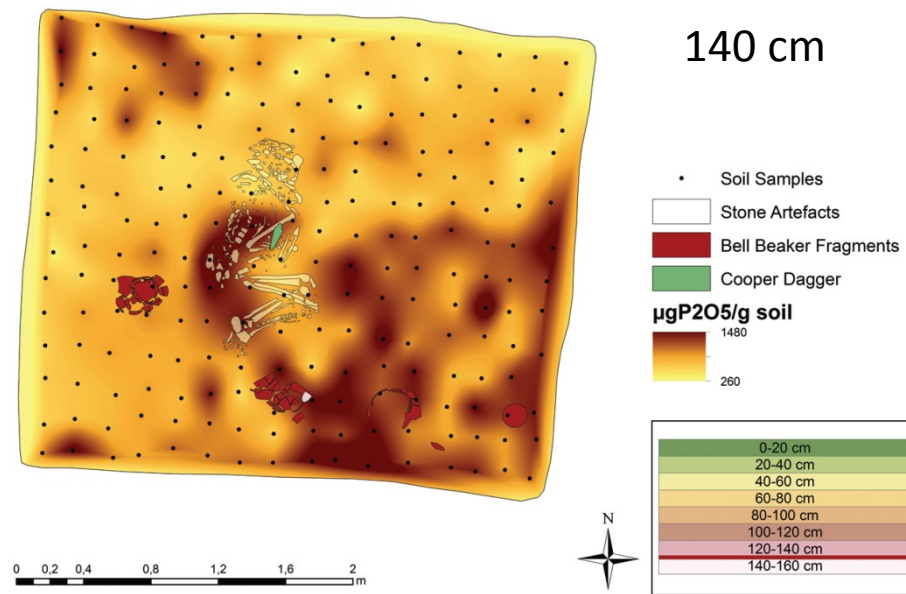 140 cm
Soil Samples
Stone Artefacts
Bell Beaker Fragments
Cooper Dagger
µgP2O5/g soil
1480
260
0-20 cm
20-40 cm
40-60 cm
60-80 cm
80-100 cm
100-120 cm
120-140 cm
140-160 cm
N
0 0,2 0,4 0,8 1,2 1,6 2
m